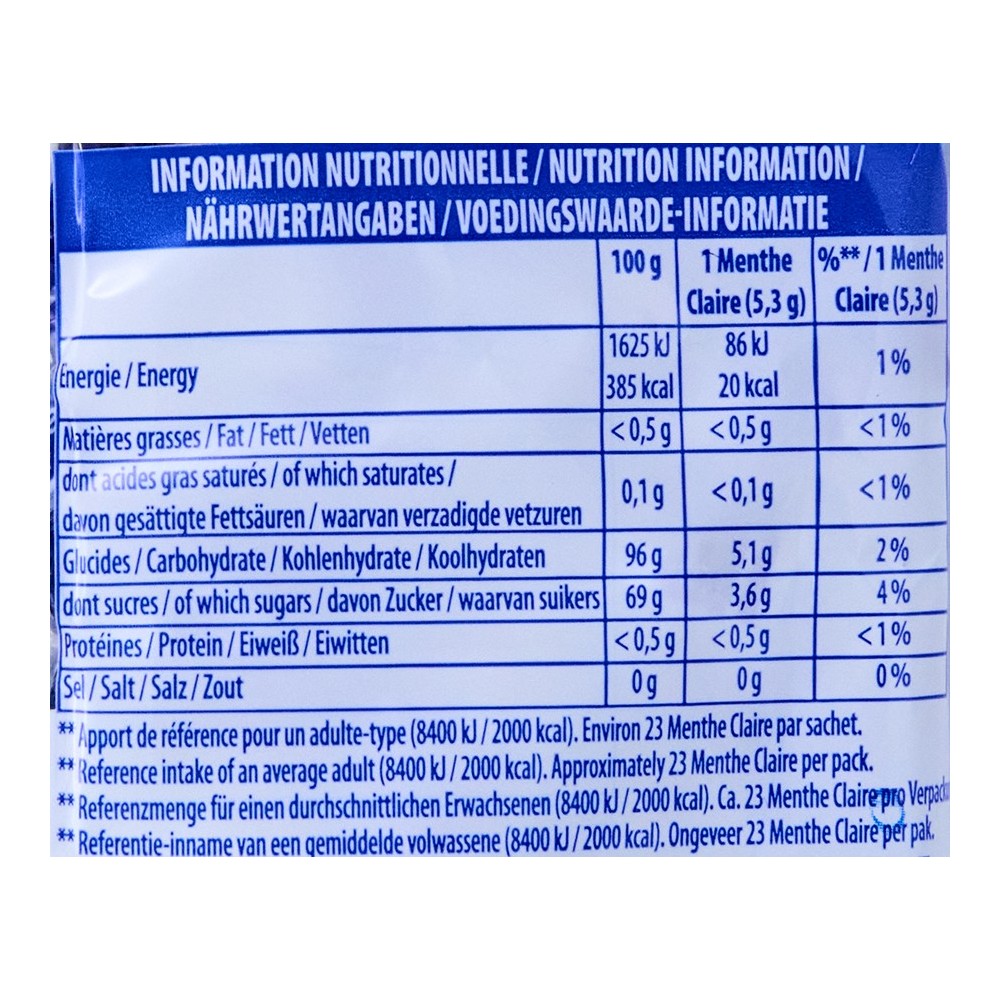 INFORMATION NUTRITIONNELLE / NUTRITION INFORMATION /
NÄHRWERTANGABEN / VOEDINGSWAARDE-INFORMATIE
100 g 1 Menthe Claire (5,3 g) %** / 1 Menthe Claire (5,3 g)
Energie / Energy 1625 kJ 385 kcal 86 kJ 20 kcal 1 %
Matières grasses / Fat / Fett / Vetten < 0,5 g < 0,5 g < 1 %
dont acides gras saturés / of which saturates /
davon gesättigte Fettsäuren / waarvan verzadigde vetzuren 0,1 g < 0,1 g < 1 %
Glucides / Carbohydrate / Kohlenhydrate / Koolhydraten 96 g 5,1 g 2 %
dont sucres / of which sugars / davon Zucker / waarvan suikers 69 g 3,6 g 4 %
Protéines / Protein / Eiweiß / Eiwitten < 0,5 g < 0,5 g < 1 %
Sel / Salt / Salz / Zout 0 g 0 g 0 %
** Apport de référence pour un adulte-type (8400 kJ / 2000 kcal). Environ 23 Menthe Claire par sachet.
** Reference intake of an average adult (8400 kJ / 2000 kcal). Approximately 23 Menthe Claire per pack.
** Referenzmenge für einen durchschnittlichen Erwachsenen (8400 kJ / 2000 kcal). Ca. 23 Menthe Claire pro Verpack
** Referentie-inname van een gemiddelde volwassene (8400 kJ / 2000 kcal). Ongeveer 23 Menthe Claire per pak.